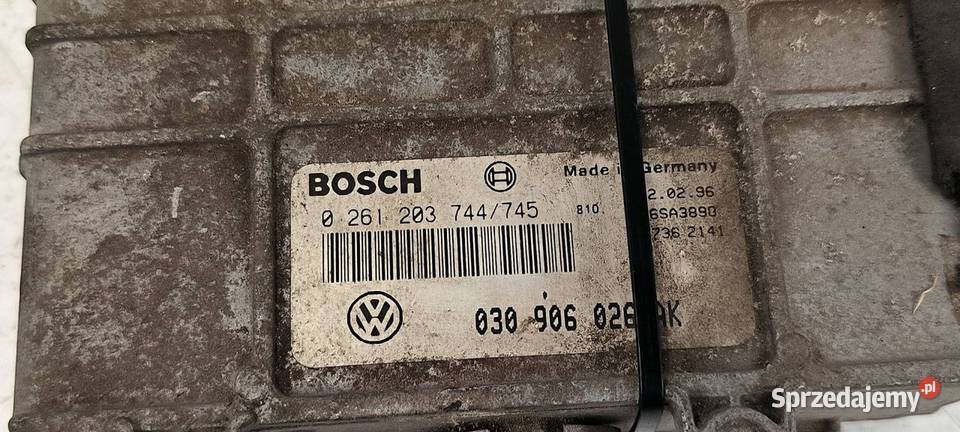 BOSCH
Made in Germany
2.02.96
0 261 203 744/745
810
6SA3890
736 2141
030 906 026 AK
Sprzedajemy.pl